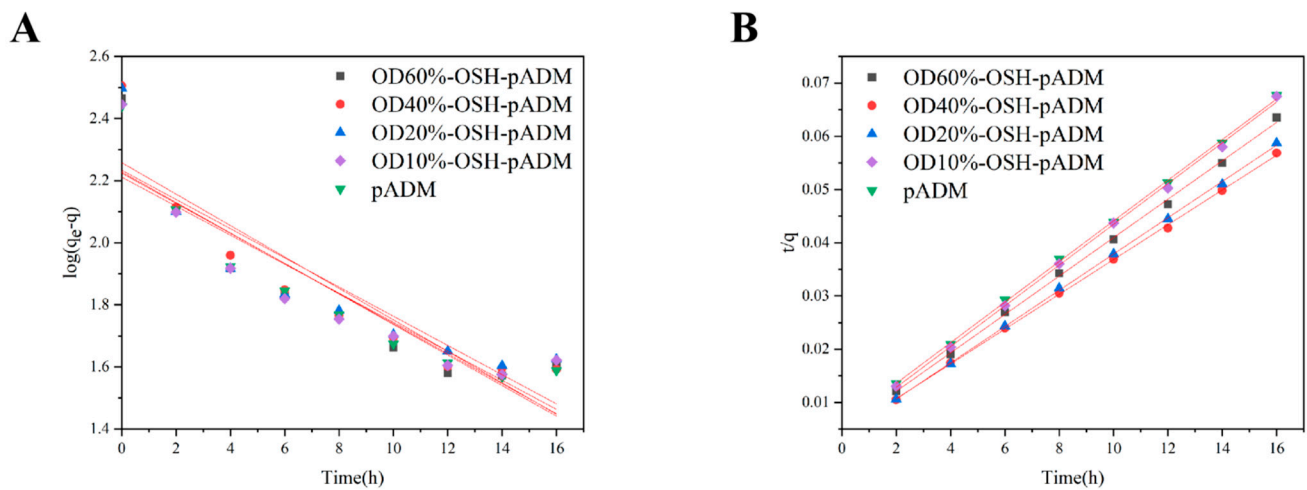 A
B
2.6
2.4
2.2
2.0
1.8
1.6
1.4
log(qe-q)
0 2 4 6 8 10 12 14 16
Time(h)
OD60%-OSH-pADM
OD40%-OSH-pADM
OD20%-OSH-pADM
OD10%-OSH-pADM
pADM
0.07
0.06
0.05
0.04
0.03
0.02
0.01
t/q
0 2 4 6 8 10 12 14 16
Time(h)
OD60%-OSH-pADM
OD40%-OSH-pADM
OD20%-OSH-pADM
OD10%-OSH-pADM
pADM